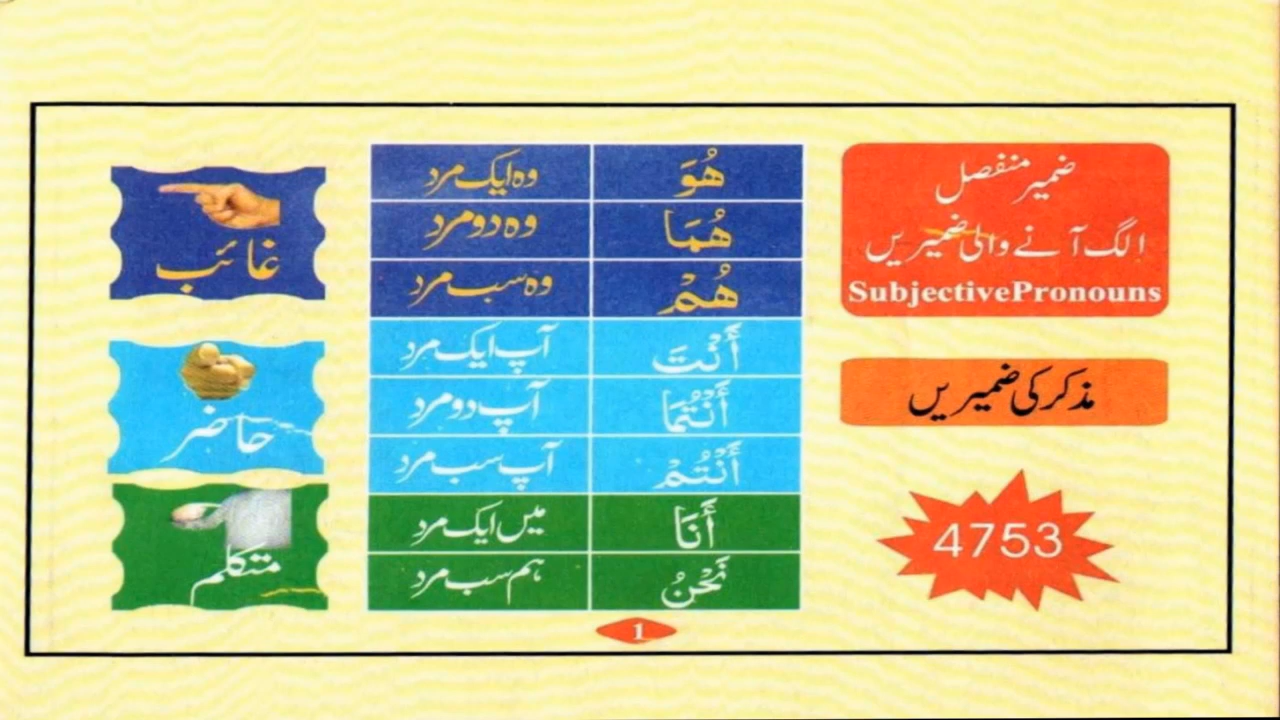 ضمیر منفصل
الگ آنے والی ضمیریں
Subjective Pronouns
مذکر کی ضمیریں
4753
هُوَ وہ ایک مرد
هُمَا وہ دو مرد
هُمْ وہ سب مرد
أَنْتَ آپ ایک مرد
أَنْتُمَا آپ دو مرد
أَنْتُمْ آپ سب مرد
أَنَا میں ایک مرد
نَحْنُ ہم سب مرد
غائب
حاضر
متکلم
1